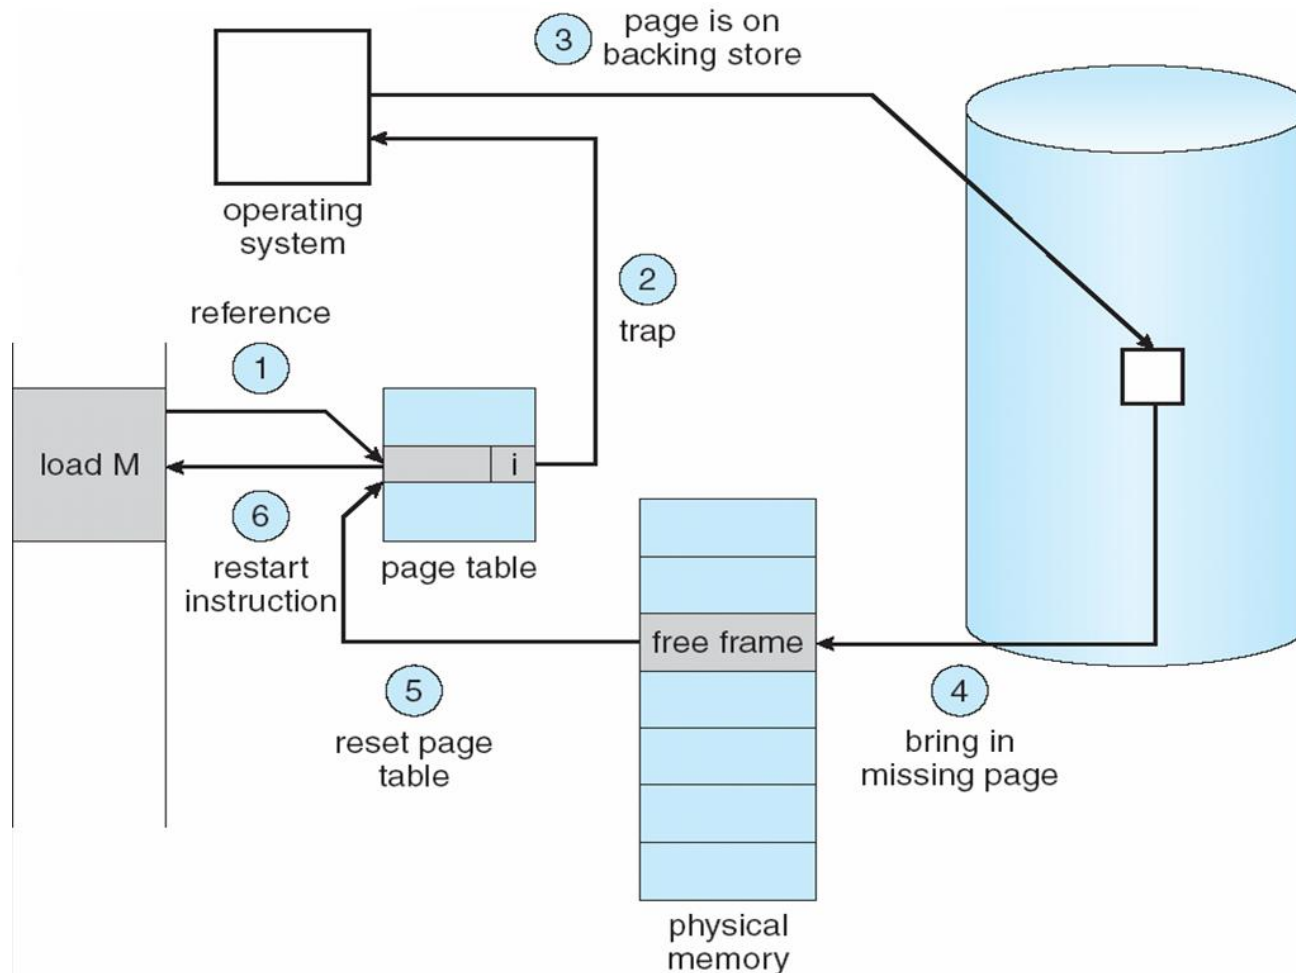 3
page is on
backing store
operating
system
2
trap
reference
1
load M
i
6
restart
instruction
page table
free frame
5
reset page
table
4
bring in
missing page
physical
memory